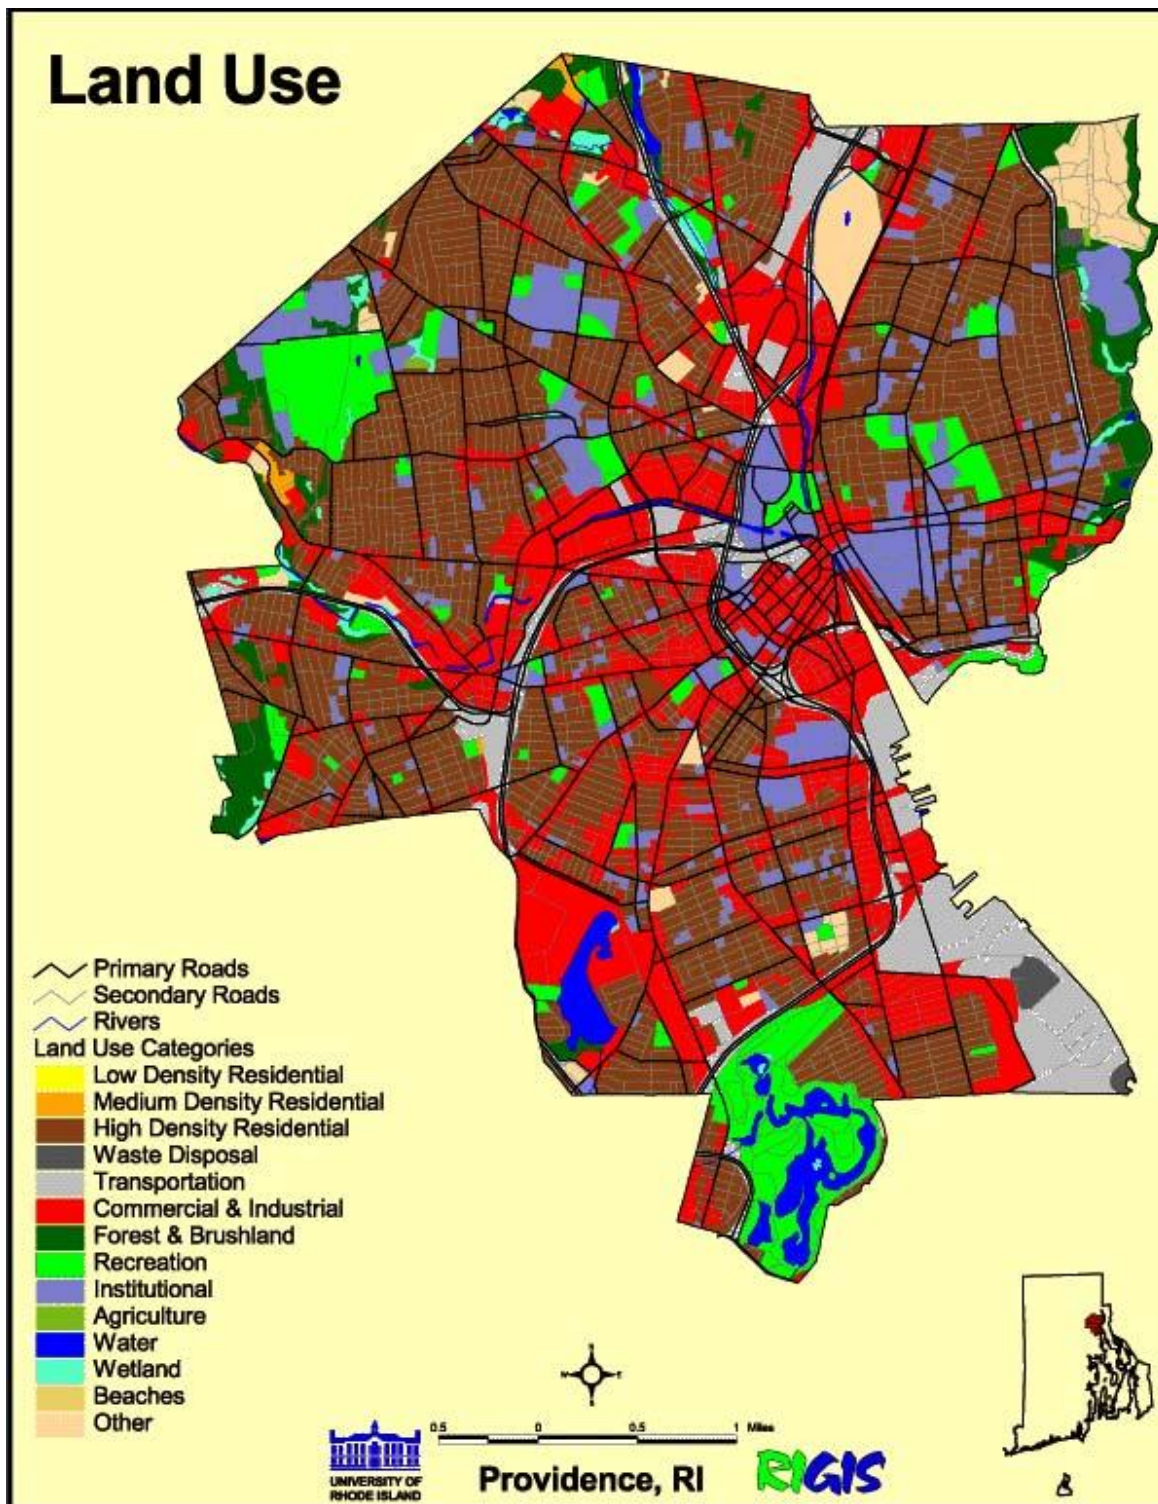 Land Use
Primary Roads
Secondary Roads
Rivers
Land Use Categories
Low Density Residential
Medium Density Residential
High Density Residential
Waste Disposal
Transportation
Commercial & Industrial
Forest & Brushland
Recreation
Institutional
Agriculture
Water
Wetland
Beaches
Other
0.5 0 0.5 1 Miles
UNIVERSITY OF
RHODE ISLAND
Providence, RI
RIGIS